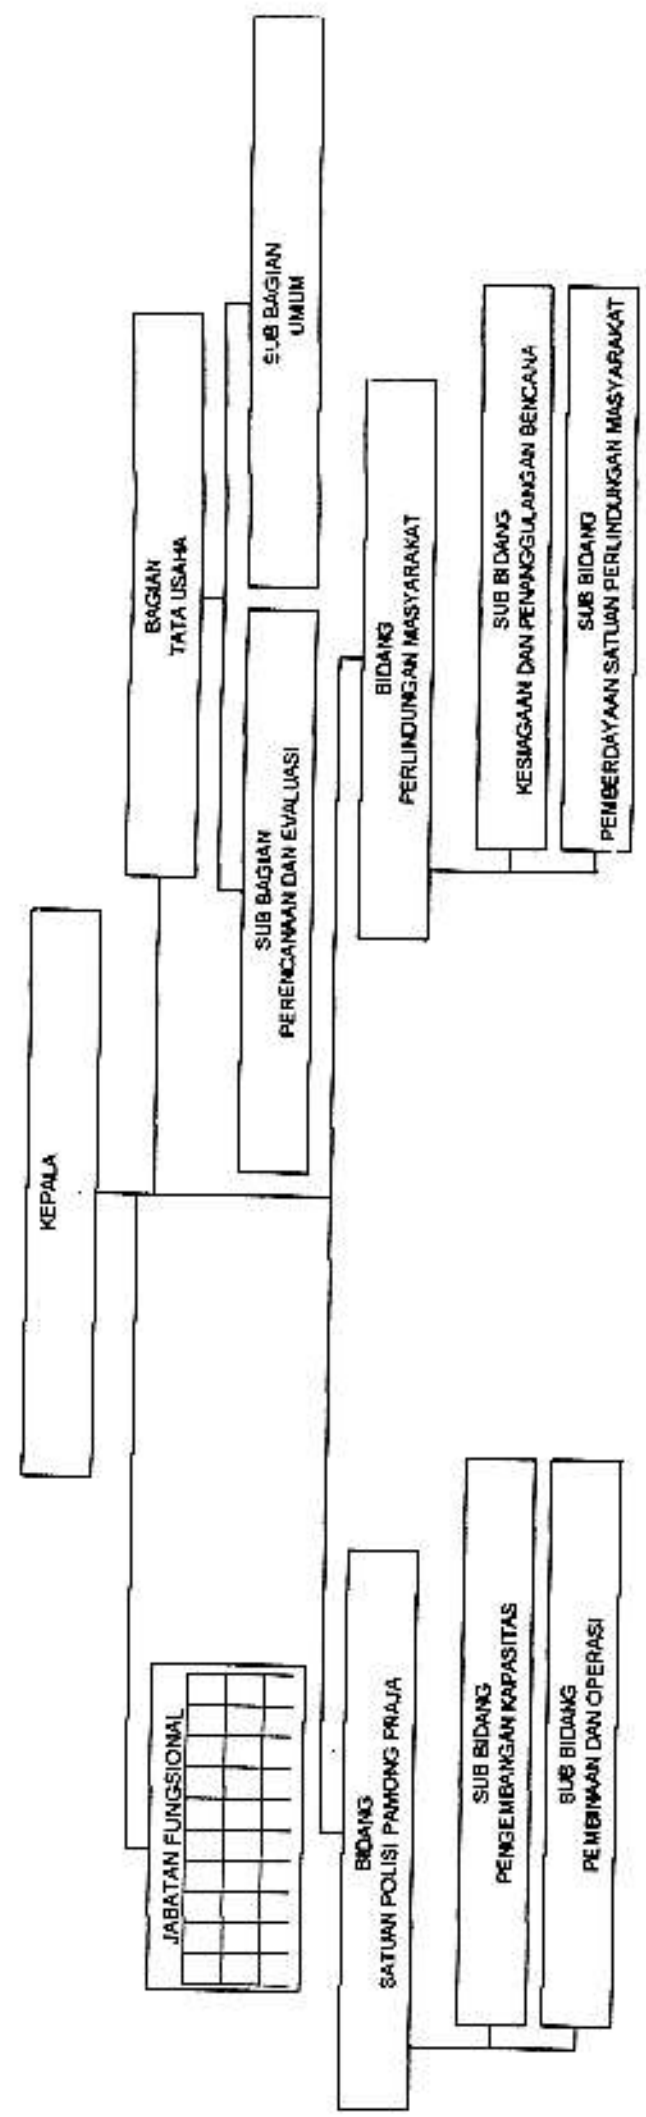 KEPALA
JABATAN FUNGSIONAL
BAGIAN
TATA USAHA
SUB BAGIAN
PERENCANAAN DAN EVALUASI
SUB BAGIAN
UMUM
BIDANG
SATUAN POLISI PAMONG PRAJA
BIDANG
PERLINDUNGAN MASYARAKAT
SUB BIDANG
PENGEMBANGAN KAPASITAS
SUB BIDANG
PEMBINAAN DAN OPERASI
SUB BIDANG
KESIAGAAN DAN PENANGGULANGAN BENCANA
SUB BIDANG
PEMBERDAYAAN SATUAN PERLINDUNGAN MASYARAKAT